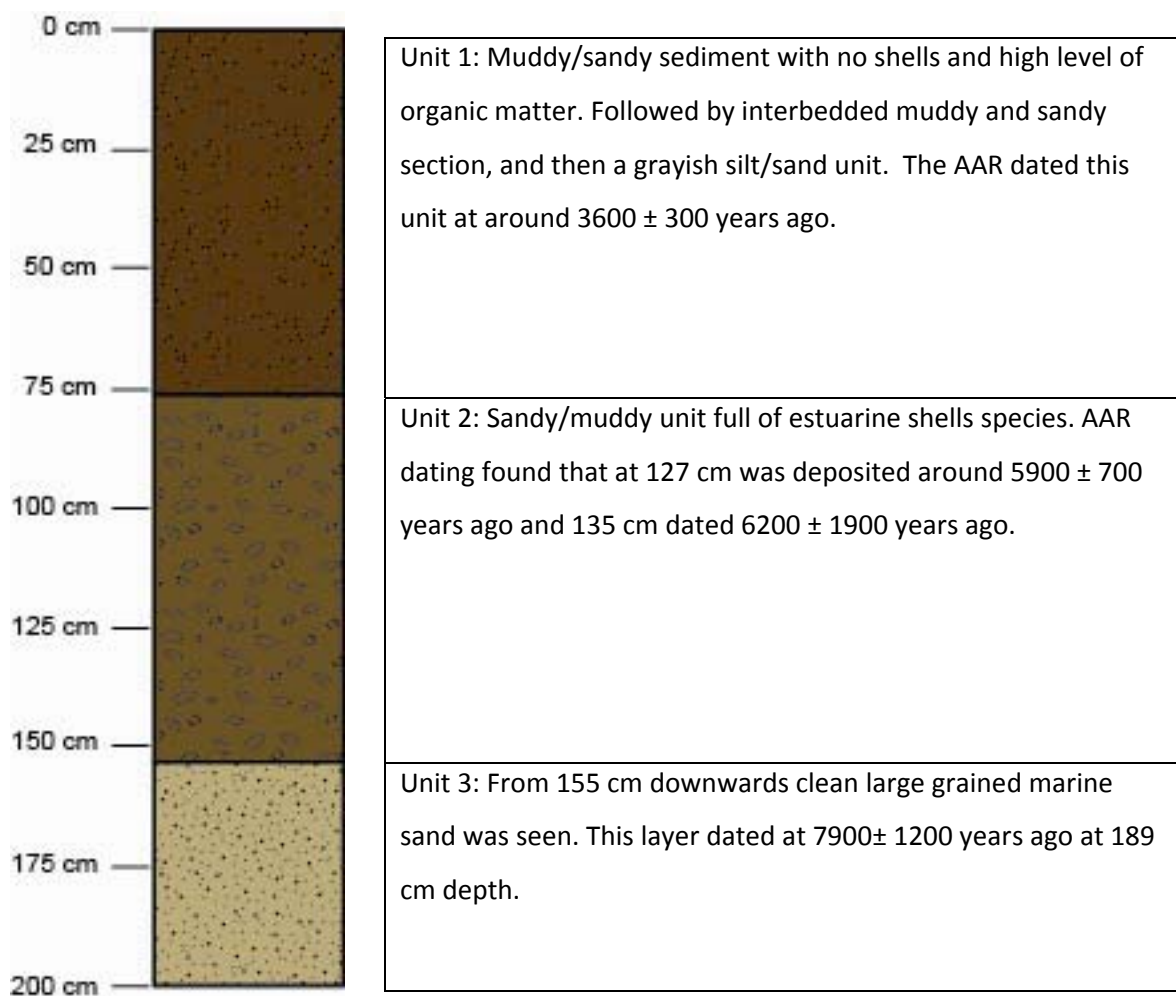 0 cm
25 cm
50 cm
75 cm
100 cm
125 cm
150 cm
175 cm
200 cm
Unit 1: Muddy/sandy sediment with no shells and high level of
organic matter. Followed by interbedded muddy and sandy
section, and then a grayish silt/sand unit.  The AAR dated this
unit at around 3600 ± 300 years ago.
Unit 2: Sandy/muddy unit full of estuarine shells species. AAR
dating found that at 127 cm was deposited around 5900 ± 700
years ago and 135 cm dated 6200 ± 1900 years ago.
Unit 3: From 155 cm downwards clean large grained marine
sand was seen. This layer dated at 7900± 1200 years ago at 189
cm depth.